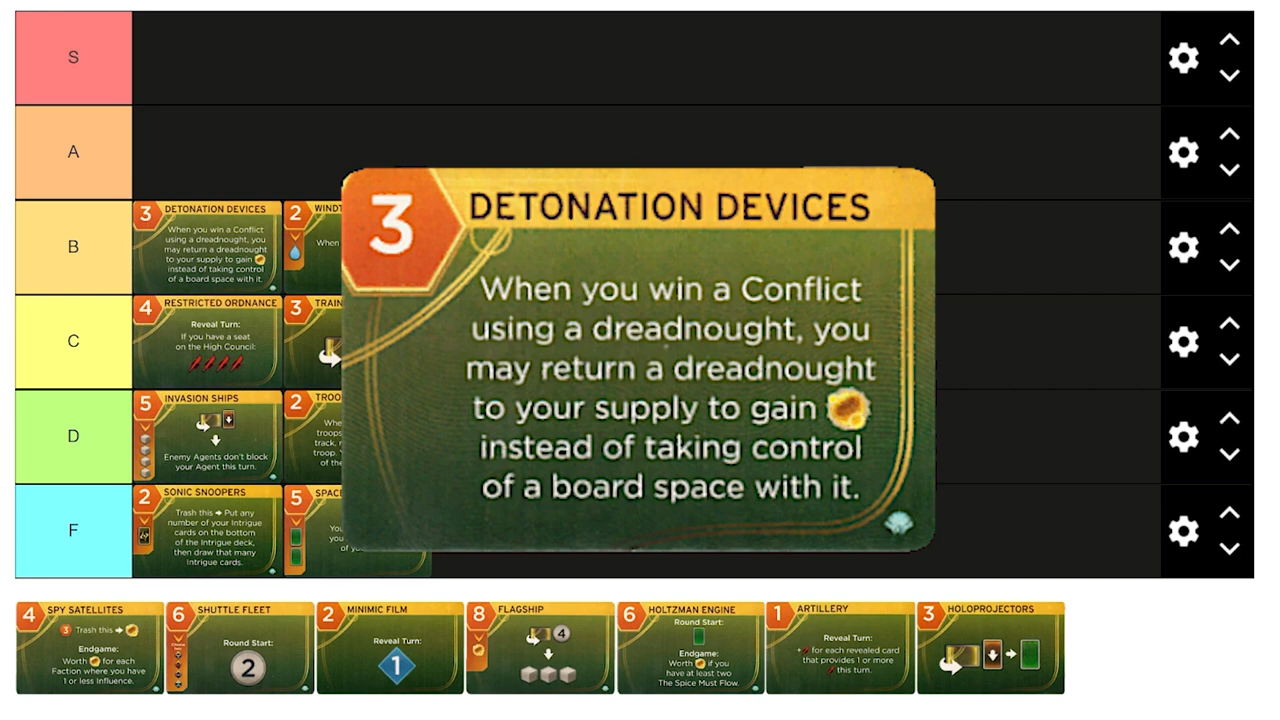 S
A
B
C
D
F
3
DETONATION DEVICES
When you win a Conflict
using a dreadnought, you
may return a dreadnought
to your supply to gain
instead of taking control
of a board space with it.
2
When
3
DETONATION DEVICES
When you win a Conflict
using a dreadnought, you
may return a dreadnought
to your supply to gain
instead of taking control
of a board space with it.
4
RESTRICTED ORDNANCE
Reveal Turn:
If you have a seat
on the High Council:
3
TRAIN
5
INVASION SHIPS
Enemy Agents don't block
your Agent this turn.
2
TROO
troops
track,
troop.
of the
2
SONIC SNOOPERS
Trash this → Put any
number of your Intrigue
cards on the bottom
of the Intrigue deck,
then draw that many
Intrigue cards.
5
SPACE
4
SPY SATELLITES
3 Trash this →
Endgame:
Worth for each
Faction where you have
1 or less Influence.
6
SHUTTLE FLEET
Round Start:
2
2
MINIMIC FILM
Reveal Turn:
1
8
FLAGSHIP
4
6
HOLTZMAN ENGINE
Round Start:
Endgame:
Worth if you
have at least two
The Spice Must Flow.
1
ARTILLERY
Reveal Turn:
+ for each revealed card
that provides 1 or more
this turn.
3
HOLOPROJECTORS